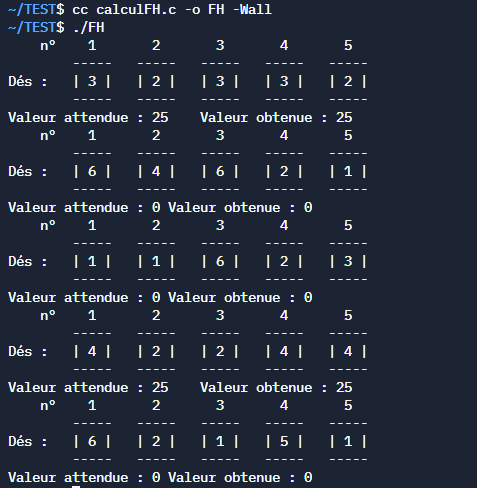 ~/TEST$ cc calculFH.c -o FH -Wall
~/TEST$ ./FH
    n°    1       2       3       4       5
        -----   -----   -----   -----   -----
Dés :   | 3 |   | 2 |   | 3 |   | 3 |   | 2 |
        -----   -----   -----   -----   -----
Valeur attendue : 25    Valeur obtenue : 25
    n°    1       2       3       4       5
        -----   -----   -----   -----   -----
Dés :   | 6 |   | 4 |   | 6 |   | 2 |   | 1 |
        -----   -----   -----   -----   -----
Valeur attendue : 0 Valeur obtenue : 0
    n°    1       2       3       4       5
        -----   -----   -----   -----   -----
Dés :   | 1 |   | 1 |   | 6 |   | 2 |   | 3 |
        -----   -----   -----   -----   -----
Valeur attendue : 0 Valeur obtenue : 0
    n°    1       2       3       4       5
        -----   -----   -----   -----   -----
Dés :   | 4 |   | 2 |   | 2 |   | 4 |   | 4 |
        -----   -----   -----   -----   -----
Valeur attendue : 25    Valeur obtenue : 25
    n°    1       2       3       4       5
        -----   -----   -----   -----   -----
Dés :   | 6 |   | 2 |   | 1 |   | 5 |   | 1 |
        -----   -----   -----   -----   -----
Valeur attendue : 0 Valeur obtenue : 0